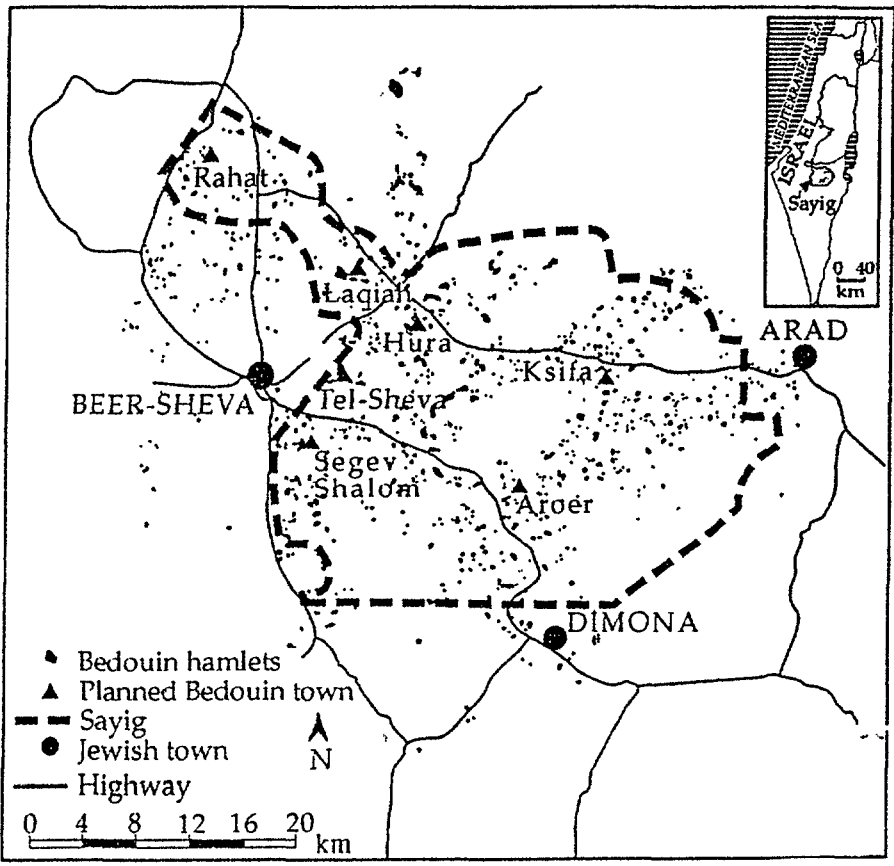 MEDITERRANEAN SEA
ISRAEL
Sayig
0 40
km
Rahat
Laqiah
Hura
ARAD
Ksifa
BEER-SHEVA
Tel-Sheva
Segev
Shalom
Aroer
DIMONA
Bedouin hamlets
Planned Bedouin town
Sayig
Jewish town
Highway
N
0 4 8 12 16 20 km